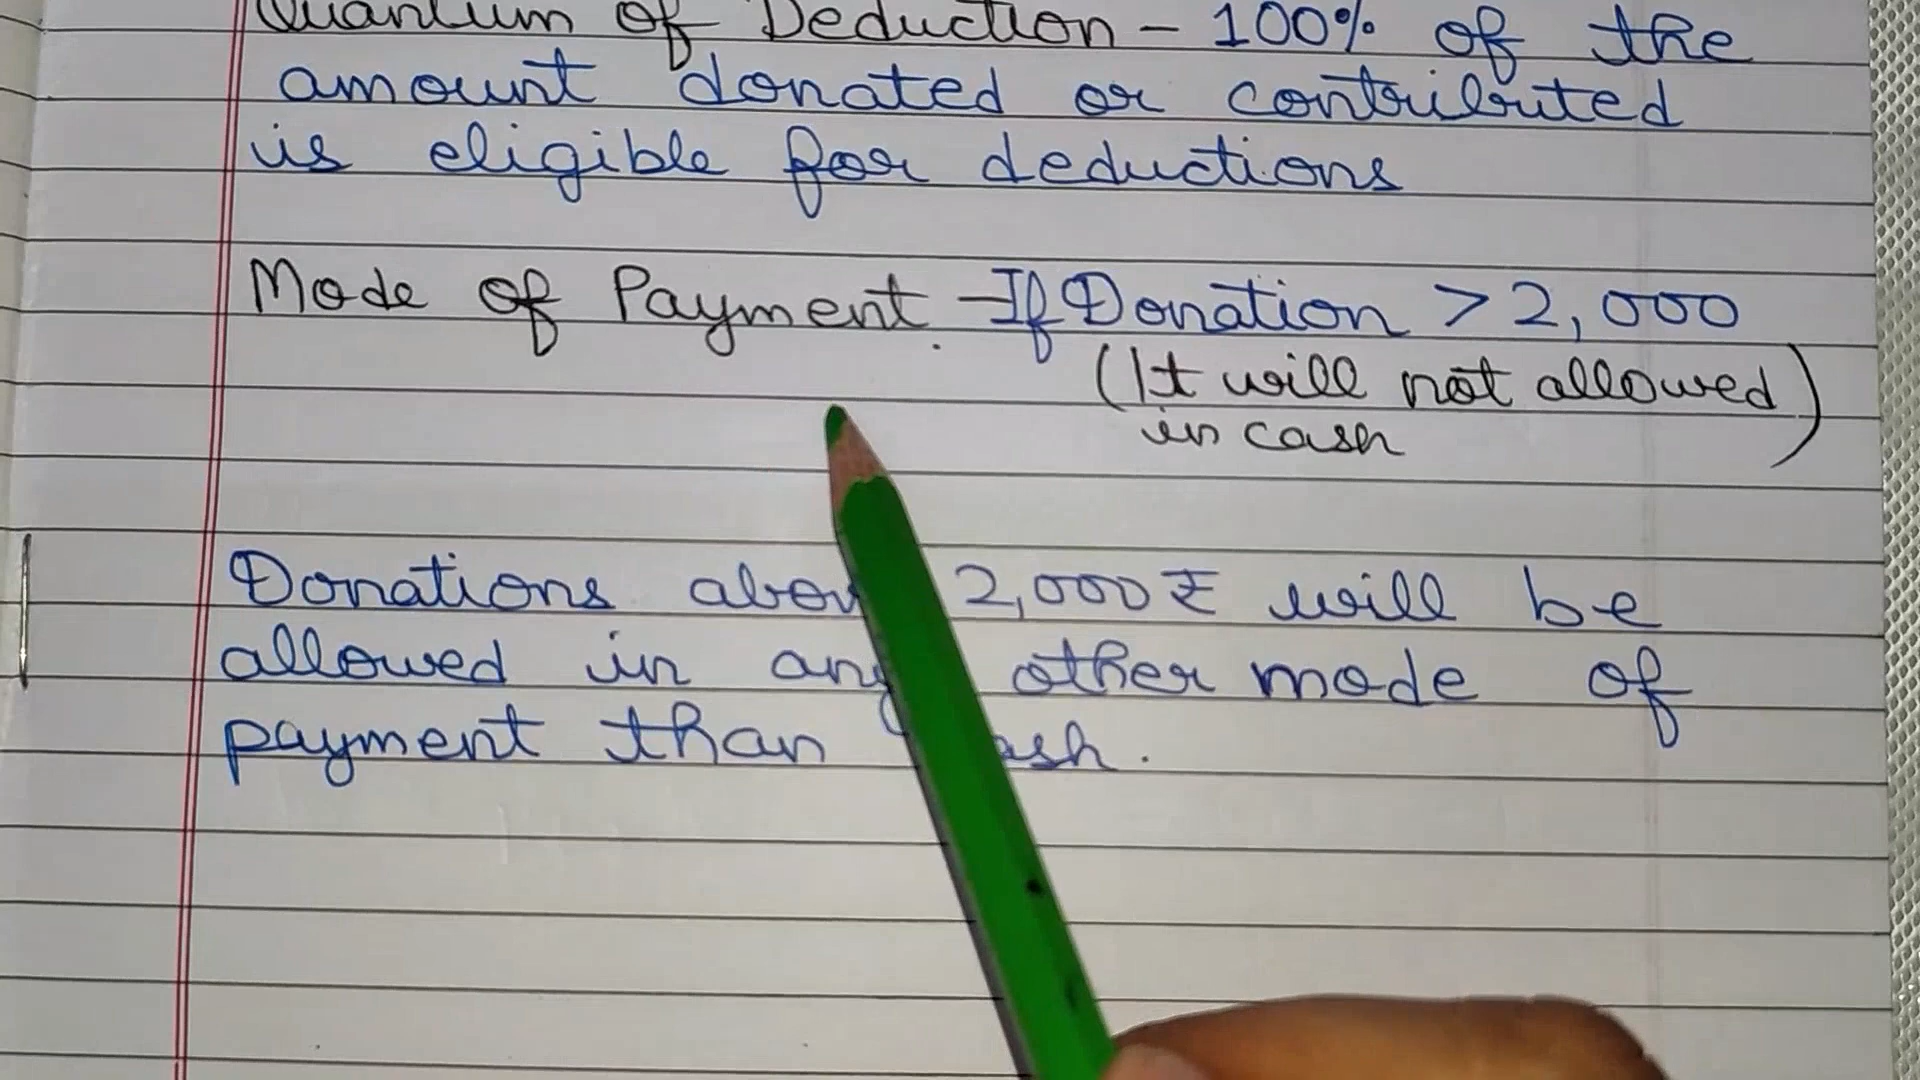 Quantum of Deduction - 100% of the
amount donated or contributed
is eligible for deductions
Mode of Payment - If Donation > 2,000
(It will not allowed)
in cash
Donations 2,000 ₹ will be
allowed in other mode of
payment than